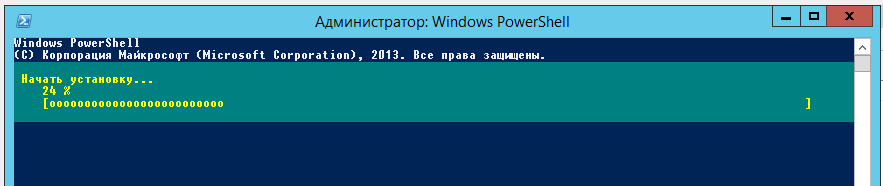 Администратор: Windows PowerShell
Windows PowerShell
(C) Корпорация Майкрософт (Microsoft Corporation), 2013. Все права защищены.
Начать установку...
24 %
[ooooooooooooooooooooooooo ]